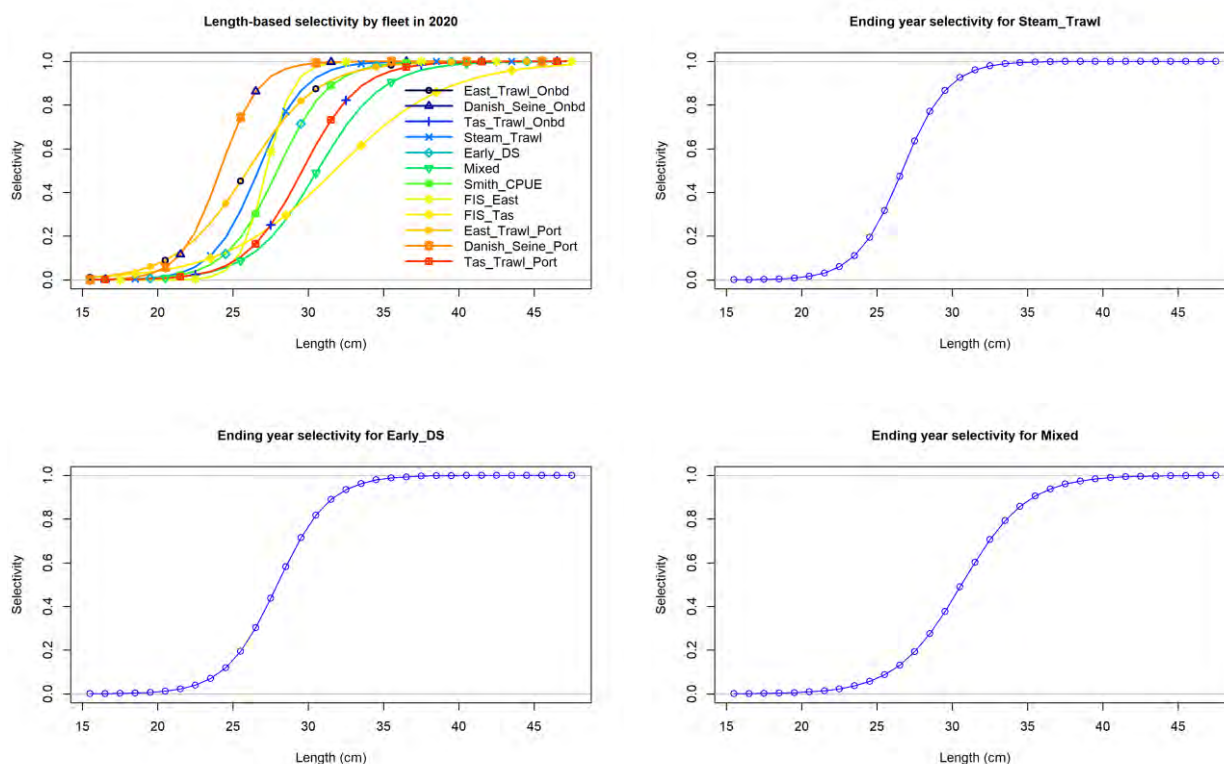 Length-based selectivity by fleet in 2020
Selectivity
0.0 0.2 0.4 0.6 0.8 1.0
East_Trawl_Onbd
Danish_Seine_Onbd
Tas_Trawl_Onbd
Steam_Trawl
Early_DS
Mixed
Smith_CPUE
FIS_East
FIS_Tas
East_Trawl_Port
Danish_Seine_Port
Tas_Trawl_Port
15 20 25 30 35 40 45
Length (cm)
Ending year selectivity for Steam_Trawl
Selectivity
0.0 0.2 0.4 0.6 0.8 1.0
15 20 25 30 35 40 45
Length (cm)
Ending year selectivity for Early_DS
Selectivity
0.0 0.2 0.4 0.6 0.8 1.0
15 20 25 30 35 40 45
Length (cm)
Ending year selectivity for Mixed
Selectivity
0.0 0.2 0.4 0.6 0.8 1.0
15 20 25 30 35 40 45
Length (cm)